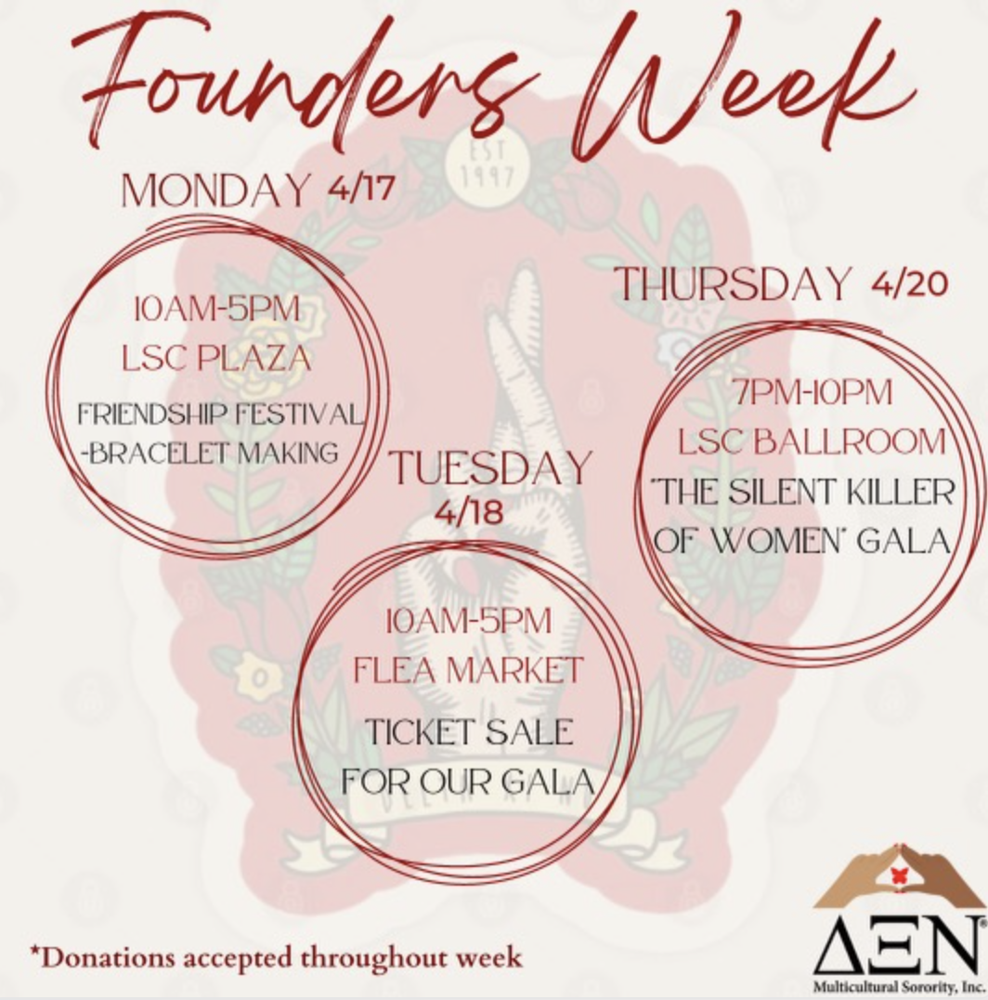 Founders Week
EST
1997
MONDAY 4/17
10AM-5PM
LSC PLAZA
FRIENDSHIP FESTIVAL
-BRACELET MAKING
TUESDAY
4/18
10AM-5PM
FLEA MARKET
TICKET SALE
FOR OUR GALA
THURSDAY 4/20
7PM-10PM
LSC BALLROOM
"THE SILENT KILLER
OF WOMEN" GALA
*Donations accepted throughout week
ΔΞΝ®
Multicultural Sorority, Inc.